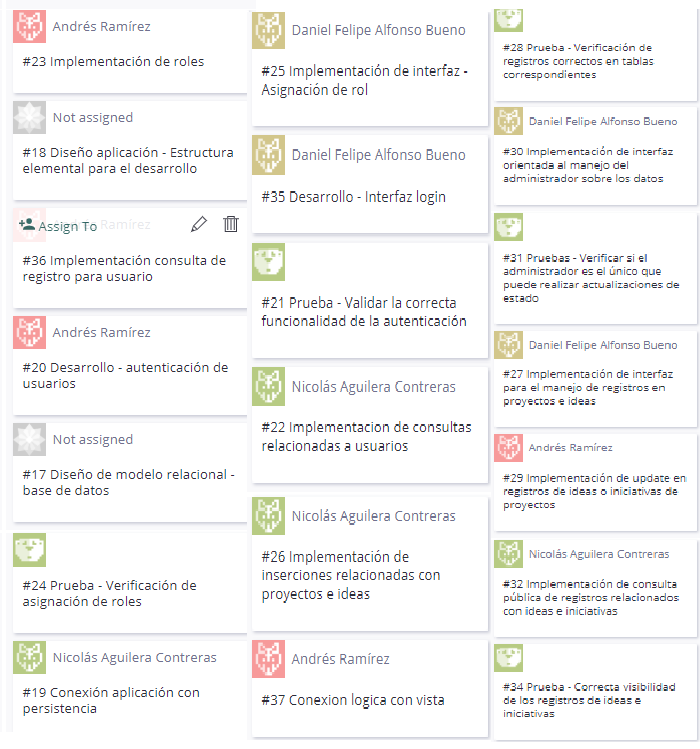 Andrés Ramírez
#23 Implementación de roles
Not assigned
#18 Diseño aplicación - Estructura
elemental para el desarrollo
Assign To
Andrés Ramírez
#36 Implementación consulta de
registro para usuario
Andrés Ramírez
#20 Desarrollo - autenticación de
usuarios
Not assigned
#17 Diseño de modelo relacional -
base de datos
#24 Prueba - Verificación de
asignación de roles
Nicolás Aguilera Contreras
#19 Conexión aplicación con
persistencia
Daniel Felipe Alfonso Bueno
#25 Implementación de interfaz -
Asignación de rol
Daniel Felipe Alfonso Bueno
#35 Desarrollo - Interfaz login
#21 Prueba - Validar la correcta
funcionalidad de la autenticación
Nicolás Aguilera Contreras
#22 Implementacion de consultas
relacionadas a usuarios
Nicolás Aguilera Contreras
#26 Implementación de
inserciones relacionadas con
proyectos e ideas
Andrés Ramírez
#37 Conexion logica con vista
#28 Prueba - Verificación de
registros correctos en tablas
correspondientes
Daniel Felipe Alfonso Bueno
#30 Implementación de interfaz
orientada al manejo del
administrador sobre los datos
#31 Pruebas - Verificar si el
administrador es el único que
puede realizar actualizaciones de
estado
Daniel Felipe Alfonso Bueno
#27 Implementación de interfaz
para el manejo de registros en
proyectos e ideas
Andrés Ramírez
#29 Implementación de update en
registros de ideas o iniciativas de
proyectos
Nicolás Aguilera Contreras
#32 Implementación de consulta
pública de registros relacionados
con ideas e iniciativas
#34 Prueba - Correcta visibilidad
de los registros de ideas e
iniciativas